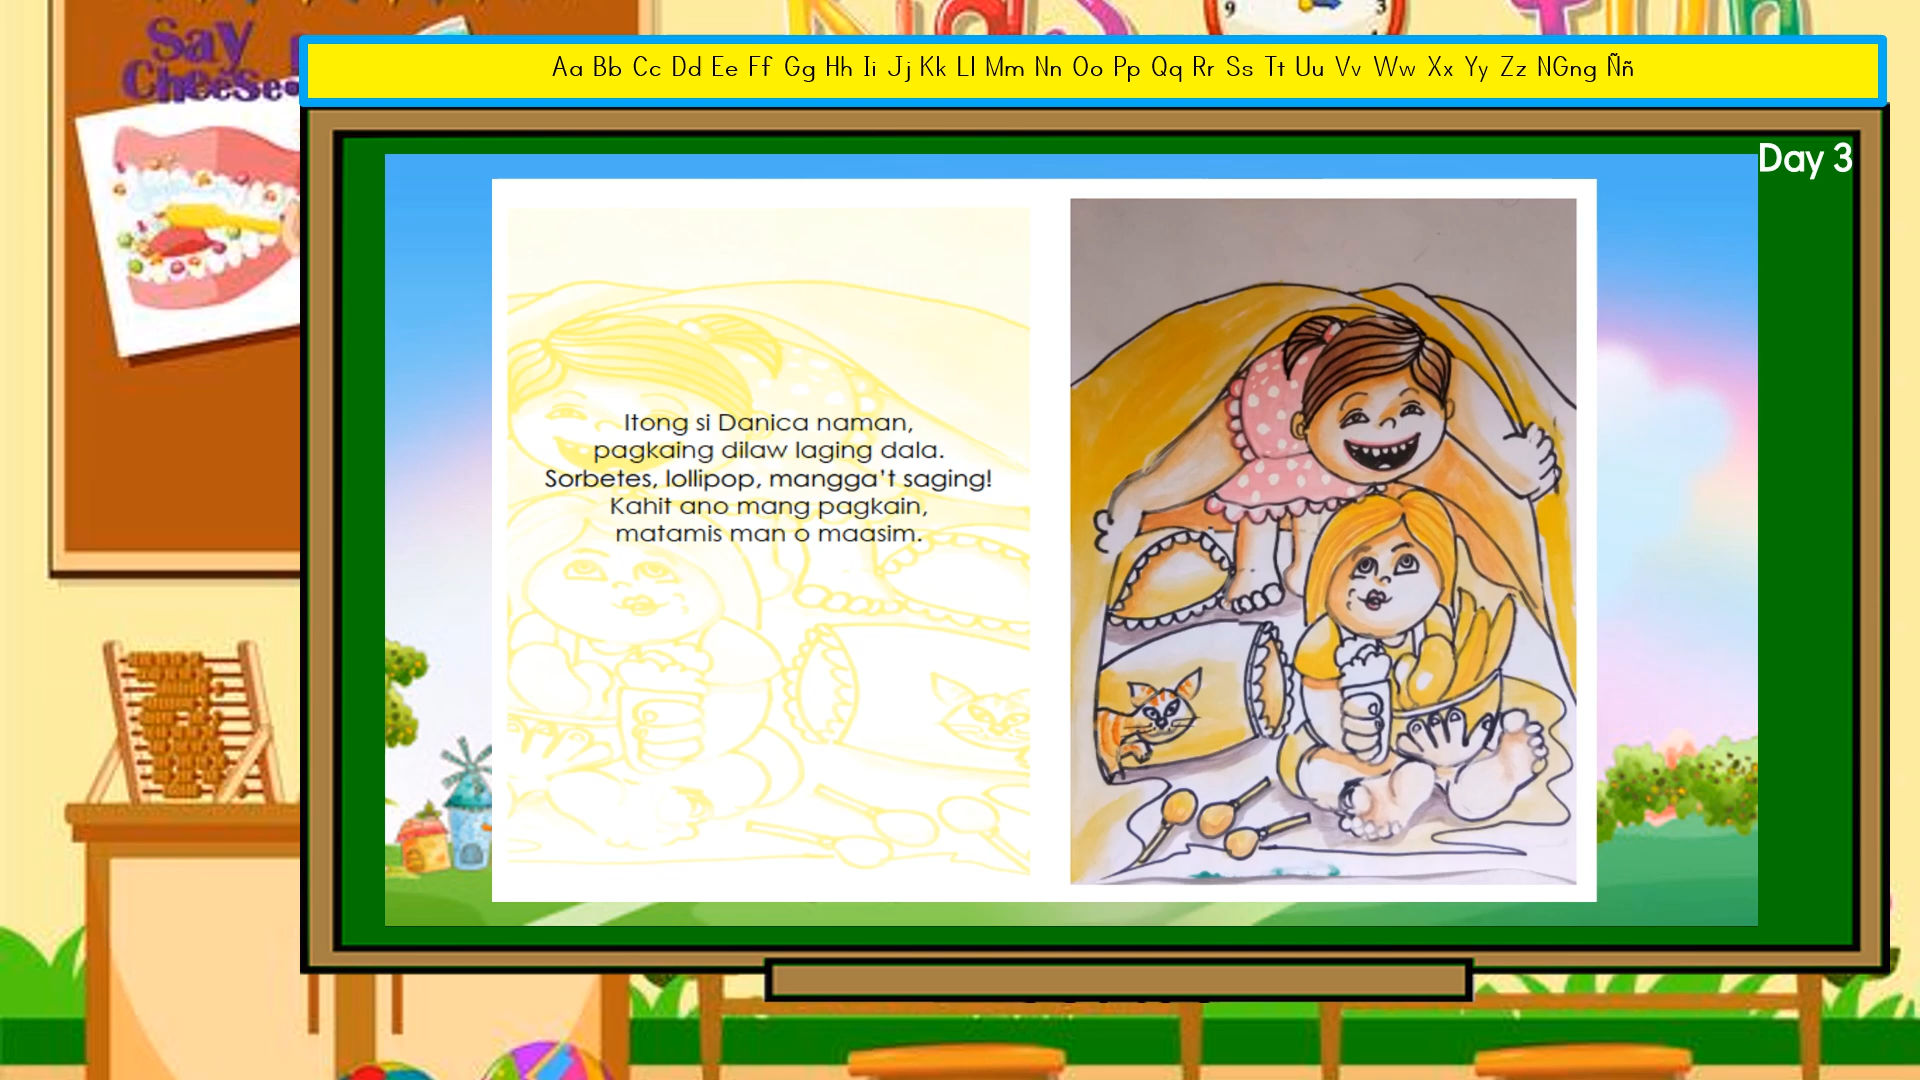 Say
Cheese
9
3
Aa Bb Cc Dd Ee Ff Gg Hh Ii Jj Kk Ll Mm Nn Oo Pp Qq Rr Ss Tt Uu Vv Ww Xx Yy Zz NGng Ññ
Day 3
Itong si Danica naman,
pagkaing dilaw laging dala.
Sorbetes, lollipop, mangga't saging!
Kahit ano mang pagkain,
matamis man o maasim.